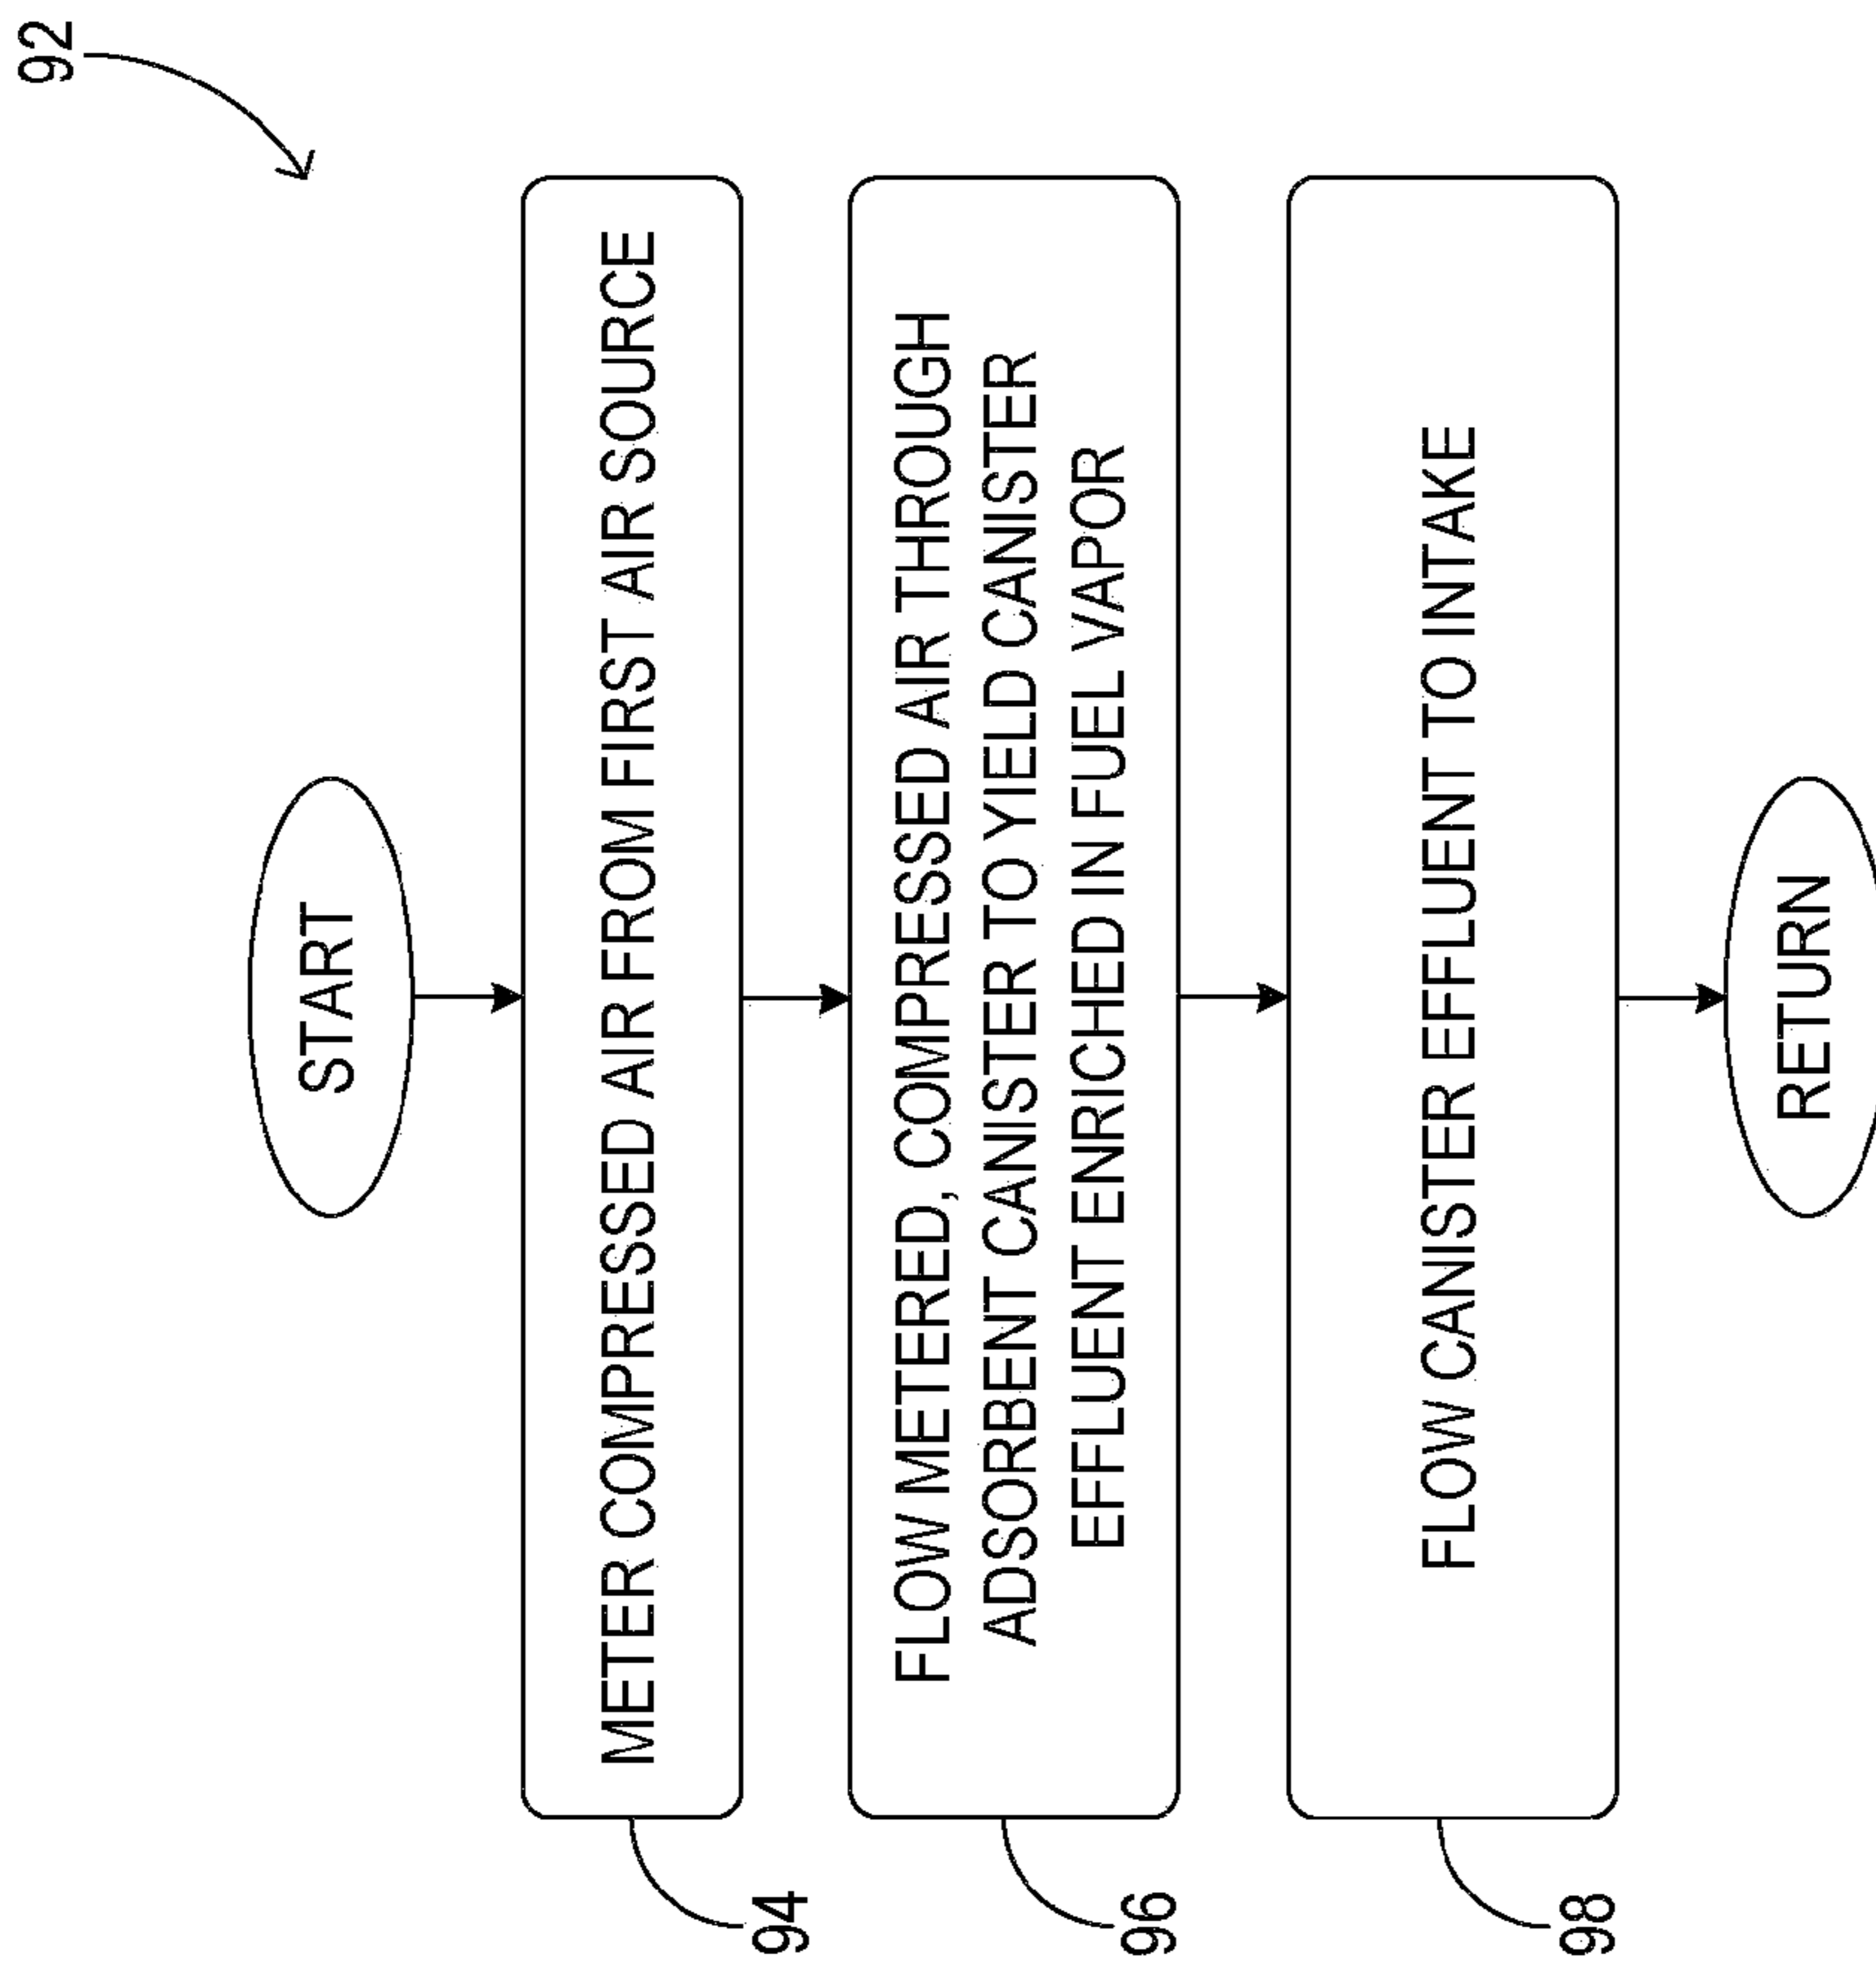 92
START
METER COMPRESSED AIR FROM FIRST AIR SOURCE
94
FLOW METERED, COMPRESSED AIR THROUGH
ADSORBENT CANISTER TO YIELD CANISTER
EFFLUENT ENRICHED IN FUEL VAPOR
96
FLOW CANISTER EFFLUENT TO INTAKE
98
RETURN